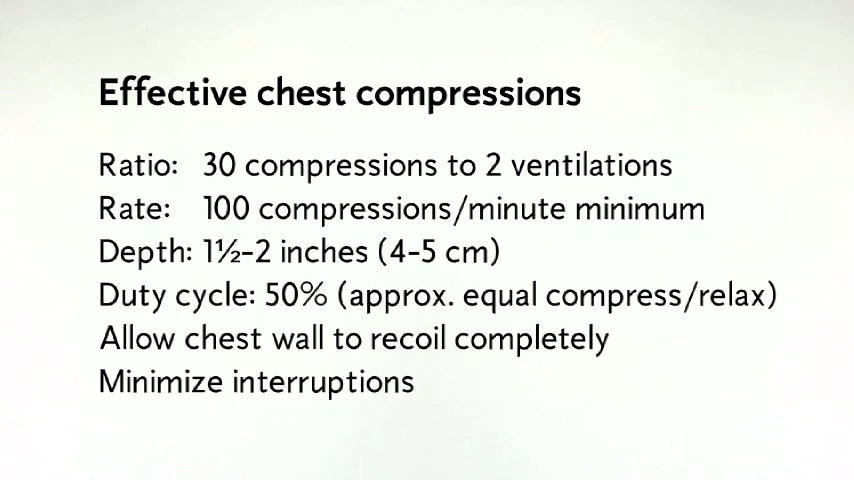 Effective chest compressions
Ratio: 30 compressions to 2 ventilations
Rate: 100 compressions/minute minimum
Depth: 1½-2 inches (4-5 cm)
Duty cycle: 50% (approx. equal compress/relax)
Allow chest wall to recoil completely
Minimize interruptions